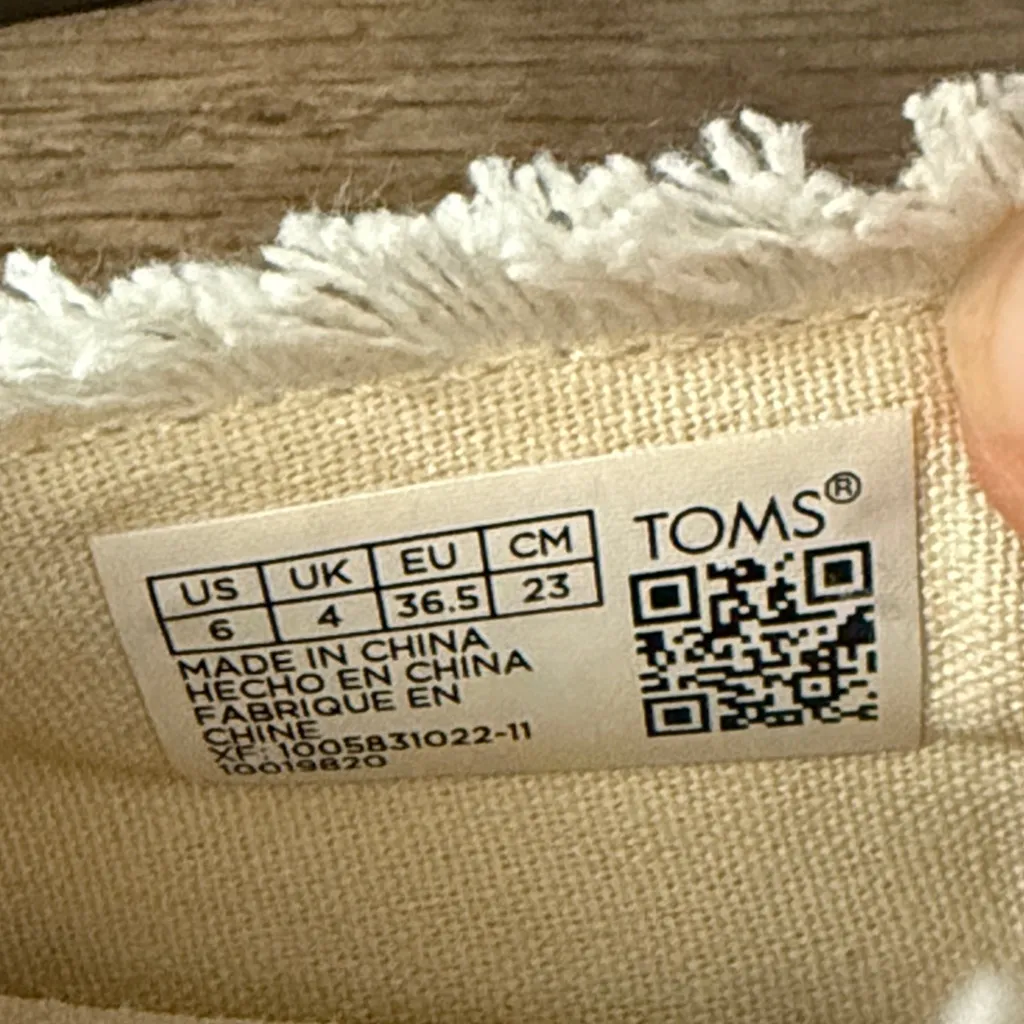 US UK EU CM
6 4 36.5 23
MADE IN CHINA
HECHO EN CHINA
FABRIQUE EN
CHINE
XF: 1005831022-11
10019820
TOMS®